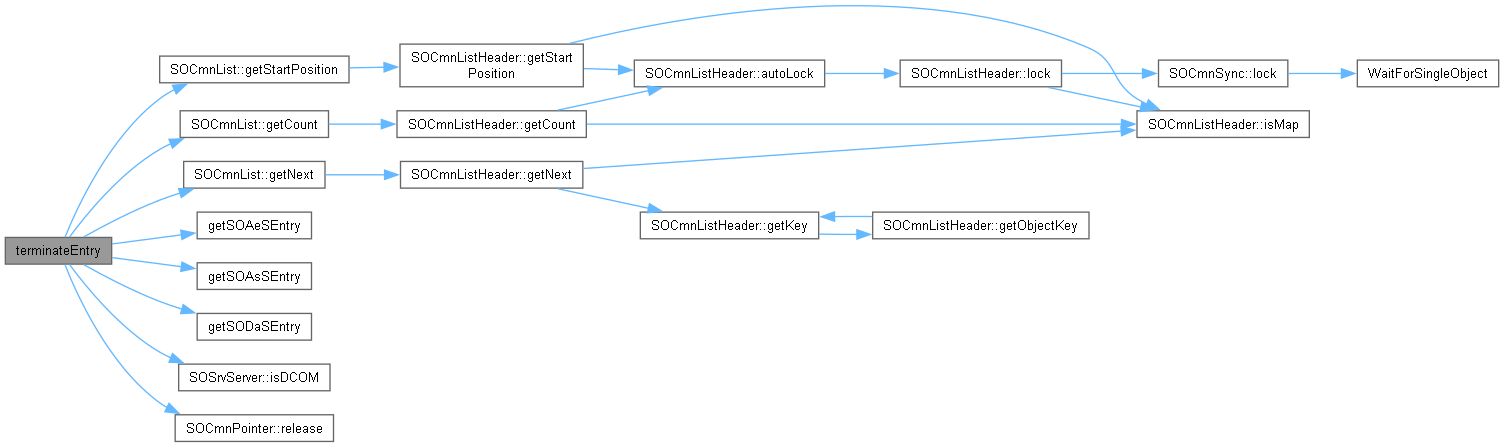 SOCmnListHeader::getStart
Position
SOCmnList::getStartPosition
SOCmnListHeader::autoLock
SOCmnListHeader::lock
SOCmnSync::lock
WaitForSingleObject
SOCmnList::getCount
SOCmnListHeader::getCount
SOCmnListHeader::isMap
SOCmnList::getNext
SOCmnListHeader::getNext
getSOAeSEntry
SOCmnListHeader::getKey
SOCmnListHeader::getObjectKey
terminateEntry
getSOAsSEntry
getSODaSEntry
SOSrvServer::isDCOM
SOCmnPointer::release